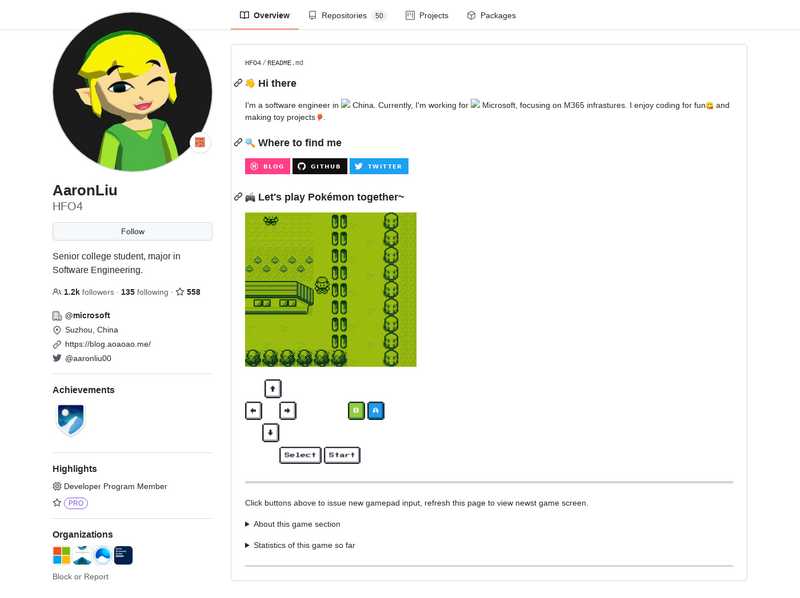 Overview
Repositories 50
Projects
Packages
AaronLiu
HFO4
Follow
Senior college student, major in
Software Engineering.
1.2k followers · 135 following · 558
@microsoft
Suzhou, China
https://blog.aoaoao.me/
@aaronliu00
Achievements
Highlights
Developer Program Member
PRO
Organizations
Block or Report
HFO4 / README.md
👋 Hi there
I'm a software engineer in China. Currently, I'm working for Microsoft, focusing on M365 infrastures. I enjoy coding for fun😋 and
making toy projects🪀.
🔍 Where to find me
BLOG GITHUB TWITTER
🎮 Let's play Pokémon together~
B A
Select Start
Click buttons above to issue new gamepad input, refresh this page to view newst game screen.
About this game section
Statistics of this game so far